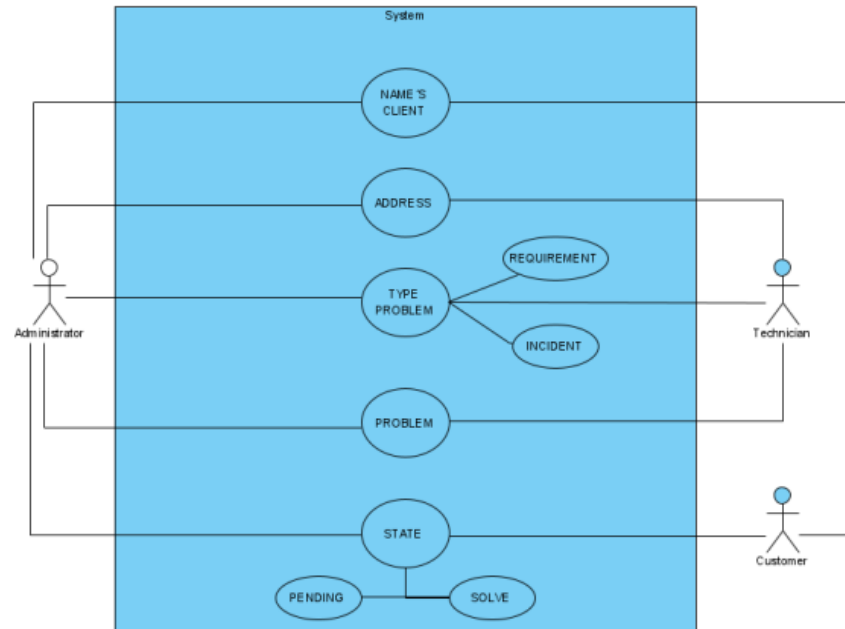 System
NAME'S
CLIENT
ADDRESS
REQUIREMENT
TYPE
PROBLEM
Administrator
Technician
INCIDENT
PROBLEM
STATE
Customer
PENDING
SOLVE